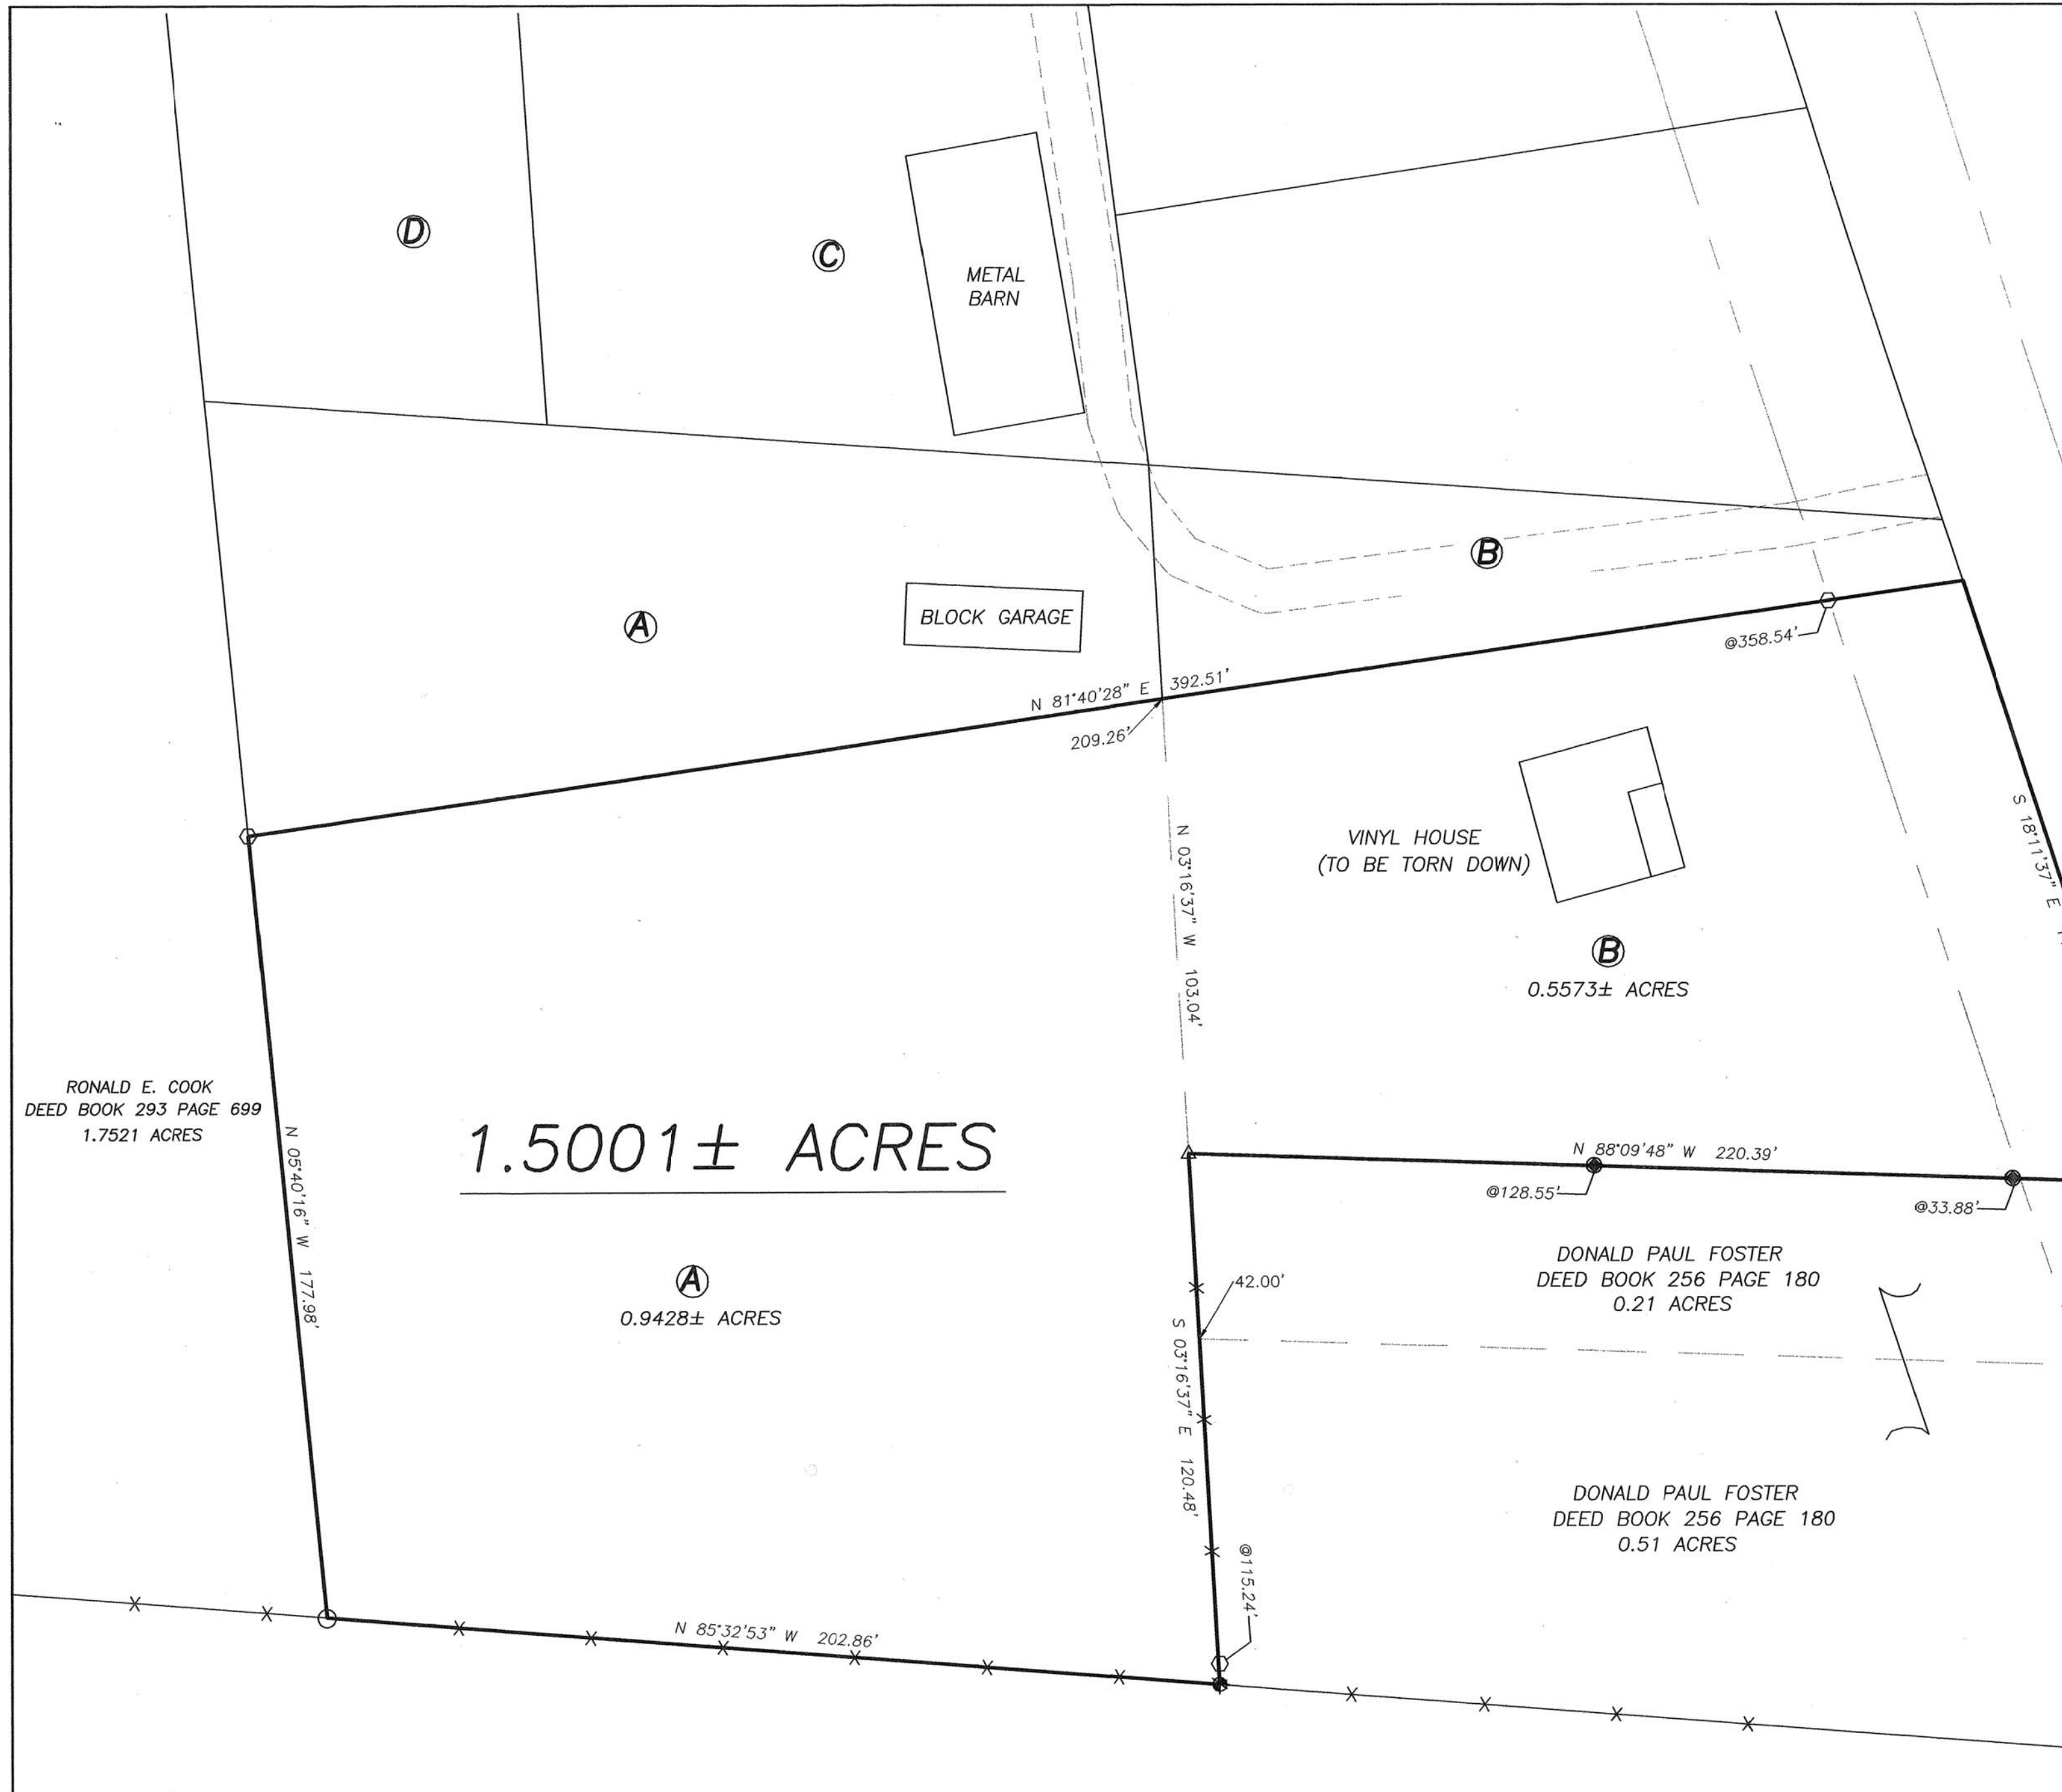 D
C
METAL
BARN
B
A
BLOCK GARAGE
@358.54'
N 81°40'28" E 392.51'
209.26'
S 18°11'37" E
N 03°16'37" W 103.04'
VINYL HOUSE
(TO BE TORN DOWN)
B
0.5573± ACRES
RONALD E. COOK
DEED BOOK 293 PAGE 699
1.7521 ACRES
N 05°40'16" W 177.98'
1.5001± ACRES
N 88°09'48" W 220.39'
@128.55'
@33.88'
A
0.9428± ACRES
DONALD PAUL FOSTER
DEED BOOK 256 PAGE 180
0.21 ACRES
42.00'
S 03°16'37" E 120.48'
DONALD PAUL FOSTER
DEED BOOK 256 PAGE 180
0.51 ACRES
@115.24'
N 85°32'53" W 202.86'